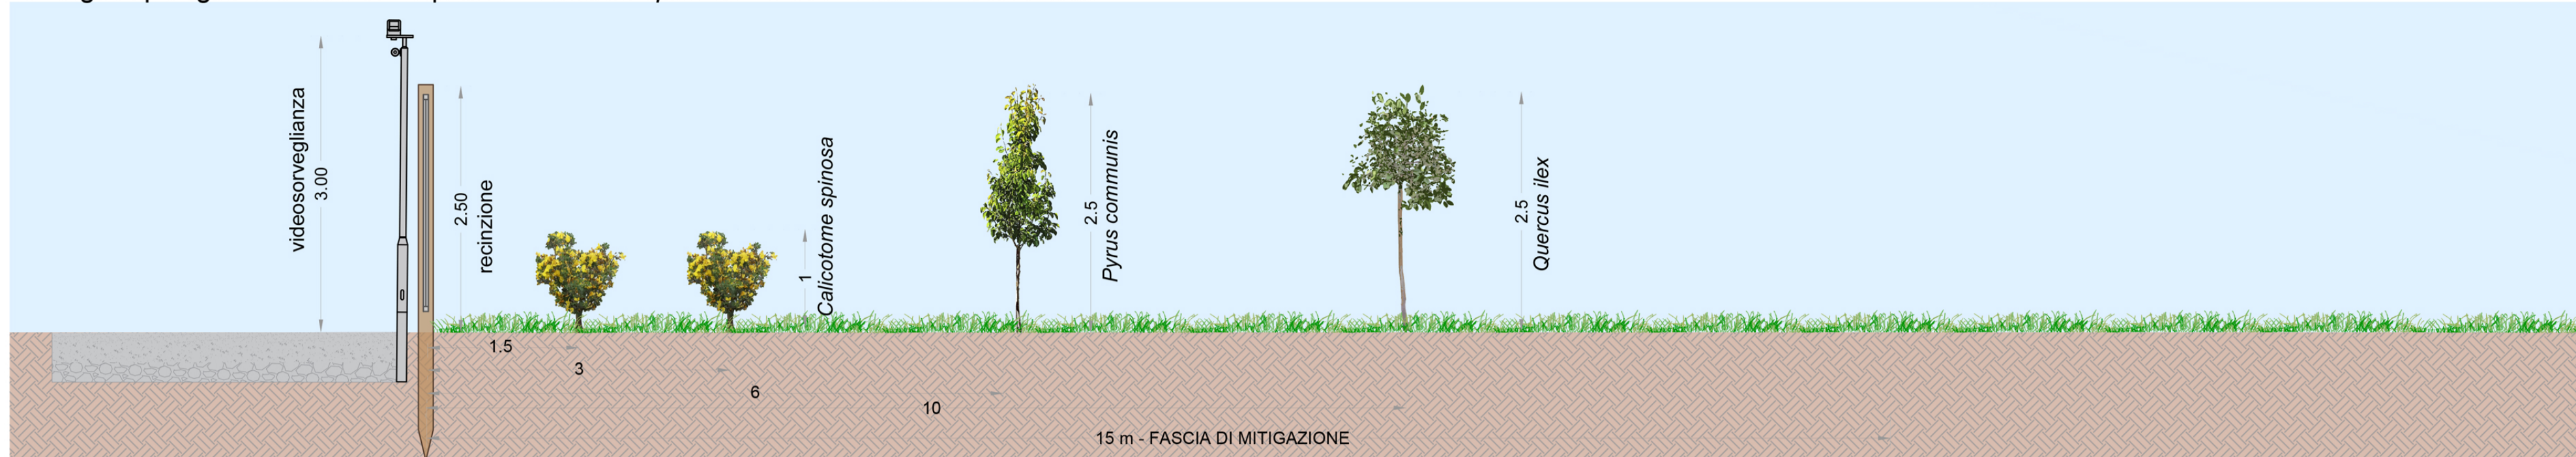 videosorveglianza
3.00
2.50
recinzione
1
Calicotome spinosa
2.5
Pyrus communis
2.5
Quercus ilex
1.5
3
6
10
15 m - FASCIA DI MITIGAZIONE